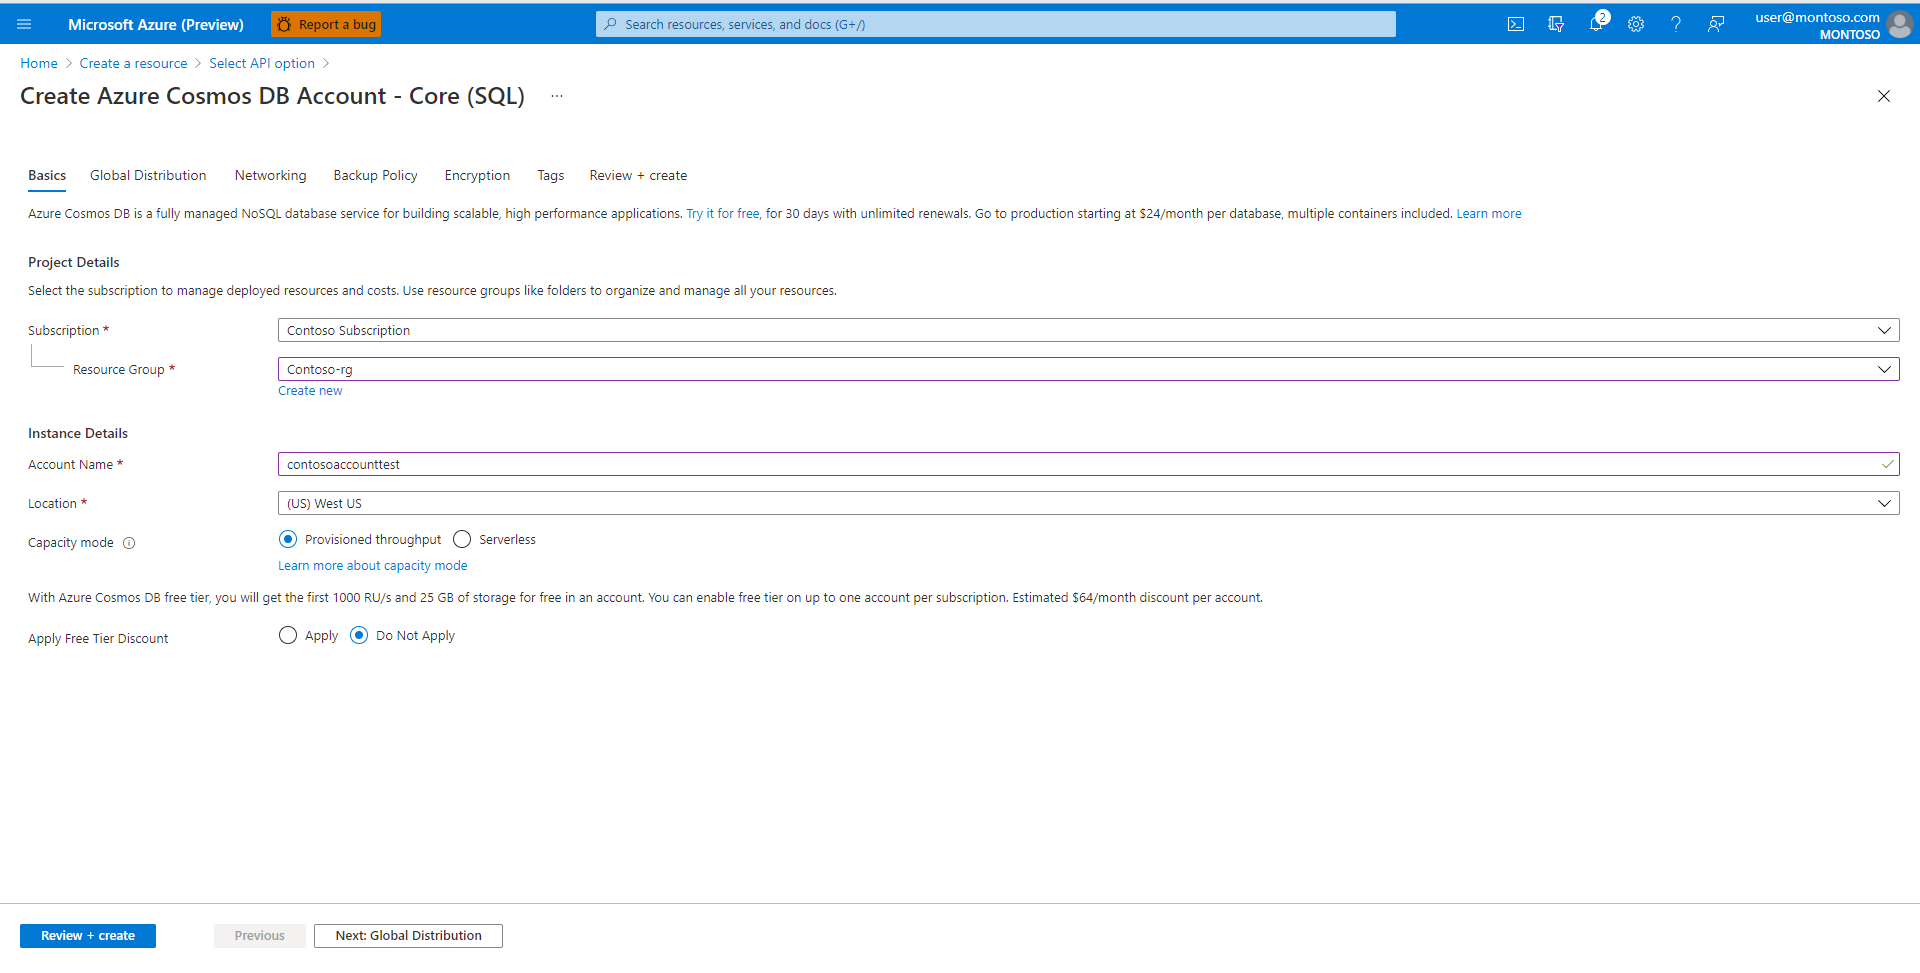 Microsoft Azure (Preview)
Report a bug
Search resources, services, and docs (G+/)
2
user@montoso.com
MONTOSO
Home > Create a resource > Select API option >
Create Azure Cosmos DB Account - Core (SQL) ...
Basics Global Distribution Networking Backup Policy Encryption Tags Review + create
Azure Cosmos DB is a fully managed NoSQL database service for building scalable, high performance applications. Try it for free, for 30 days with unlimited renewals. Go to production starting at $24/month per database, multiple containers included. Learn more
Project Details
Select the subscription to manage deployed resources and costs. Use resource groups like folders to organize and manage all your resources.
Subscription * Contoso Subscription
Resource Group * Contoso-rg
Create new
Instance Details
Account Name * contosoaccounttest
Location * (US) West US
Capacity mode Provisioned throughput Serverless
Learn more about capacity mode
With Azure Cosmos DB free tier, you will get the first 1000 RU/s and 25 GB of storage for free in an account. You can enable free tier on up to one account per subscription. Estimated $64/month discount per account.
Apply Free Tier Discount Apply Do Not Apply
Review + create Previous Next: Global Distribution